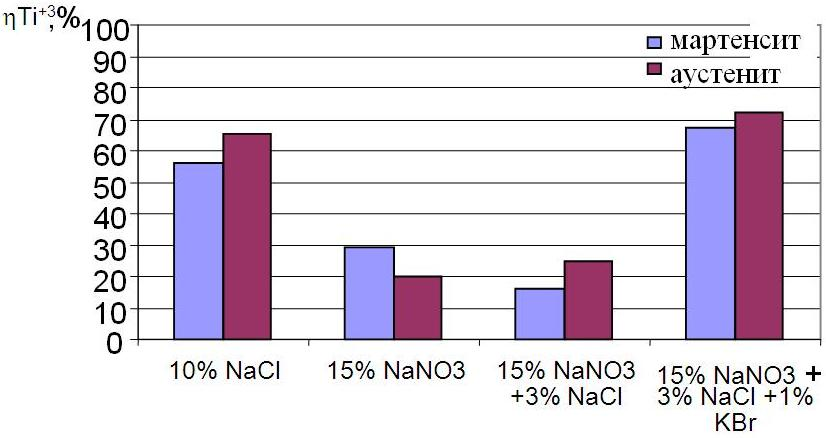 ηTi+3,%
100
90
80
70
60
50
40
30
20
10
0
мартенсит
аустенит
10% NaCl
15% NaNO3
15% NaNO3
+3% NaCl
15% NaNO3 +
3% NaCl +1%
KBr